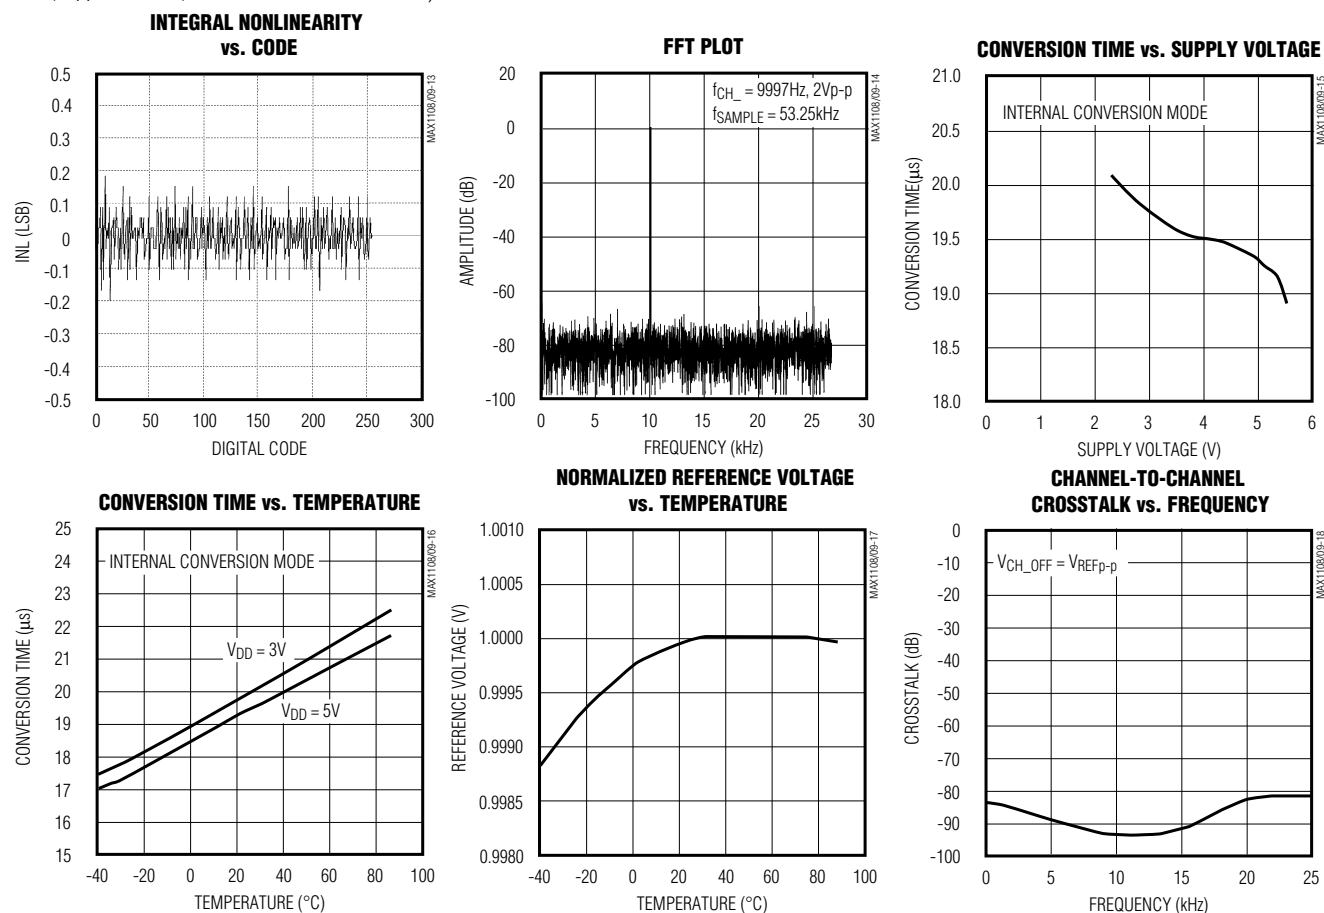 INTEGRAL NONLINEARITY
vs. CODE
0.5
0.4
0.3
0.2
0.1
0
-0.1
-0.2
-0.3
-0.4
-0.5
INL (LSB)
0 50 100 150 200 250 300
DIGITAL CODE
MAX1108/09-13
FFT PLOT
fCH_ = 9997Hz, 2Vp-p
fSAMPLE = 53.25kHz
20
0
-20
-40
-60
-80
-100
AMPLITUDE (dB)
0 5 10 15 20 25 30
FREQUENCY (kHz)
MAX1108/09-14
CONVERSION TIME vs. SUPPLY VOLTAGE
INTERNAL CONVERSION MODE
21.0
20.5
20.0
19.5
19.0
18.5
18.0
CONVERSION TIME(µs)
0 1 2 3 4 5 6
SUPPLY VOLTAGE (V)
MAX1108/09-15
CONVERSION TIME vs. TEMPERATURE
INTERNAL CONVERSION MODE
VDD = 3V
VDD = 5V
25
24
23
22
21
20
19
18
17
16
15
CONVERSION TIME (µs)
-40 -20 0 20 40 60 80 100
TEMPERATURE (°C)
MAX1108/09-16
NORMALIZED REFERENCE VOLTAGE
vs. TEMPERATURE
1.0010
1.0005
1.0000
0.9995
0.9990
0.9985
0.9980
REFERENCE VOLTAGE (V)
-40 -20 0 20 40 60 80 100
TEMPERATURE (°C)
MAX1108/09-17
CHANNEL-TO-CHANNEL
CROSSTALK vs. FREQUENCY
VCH_OFF = VREFp-p
0
-10
-20
-30
-40
-50
-60
-70
-80
-90
-100
CROSSTALK (dB)
0 5 10 15 20 25
FREQUENCY (kHz)
MAX1108/09-18